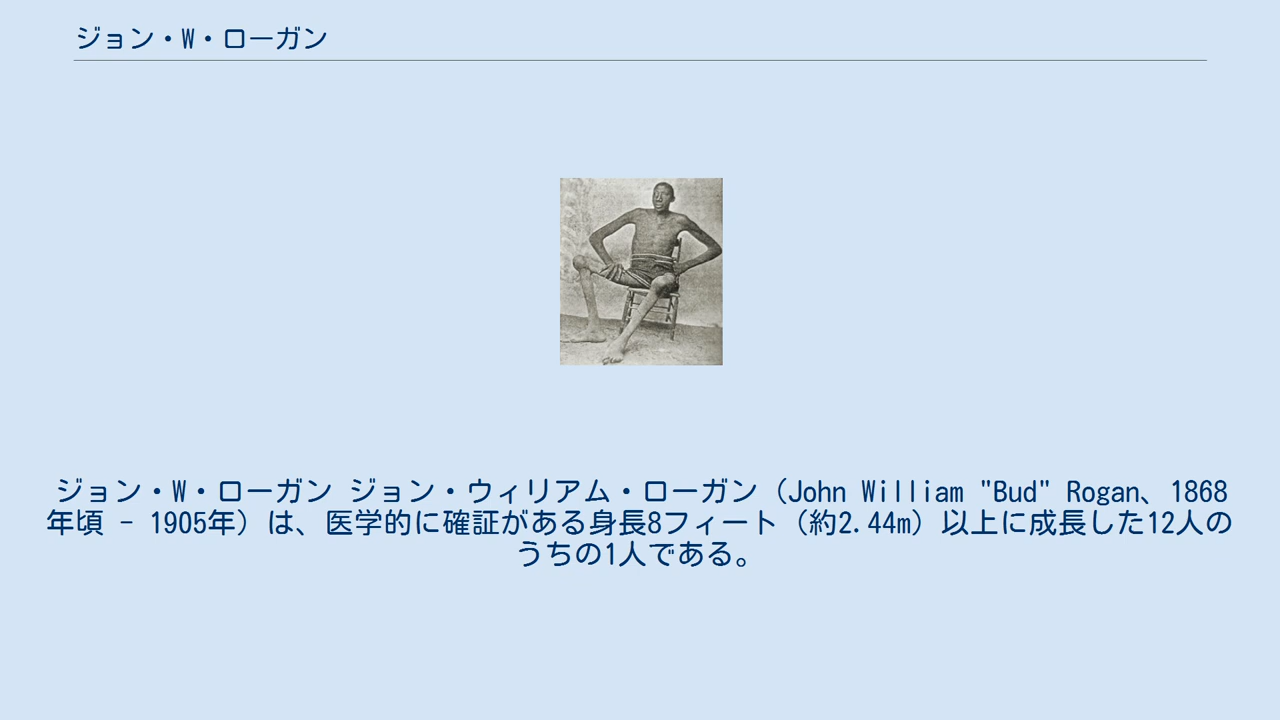 ジョン・W・ローガン
ジョン・W・ローガン ジョン・ウィリアム・ローガン（John William "Bud" Rogan、1868
年頃 - 1905年）は、医学的に確証がある身長8フィート（約2.44m）以上に成長した12人の
うちの1人である。